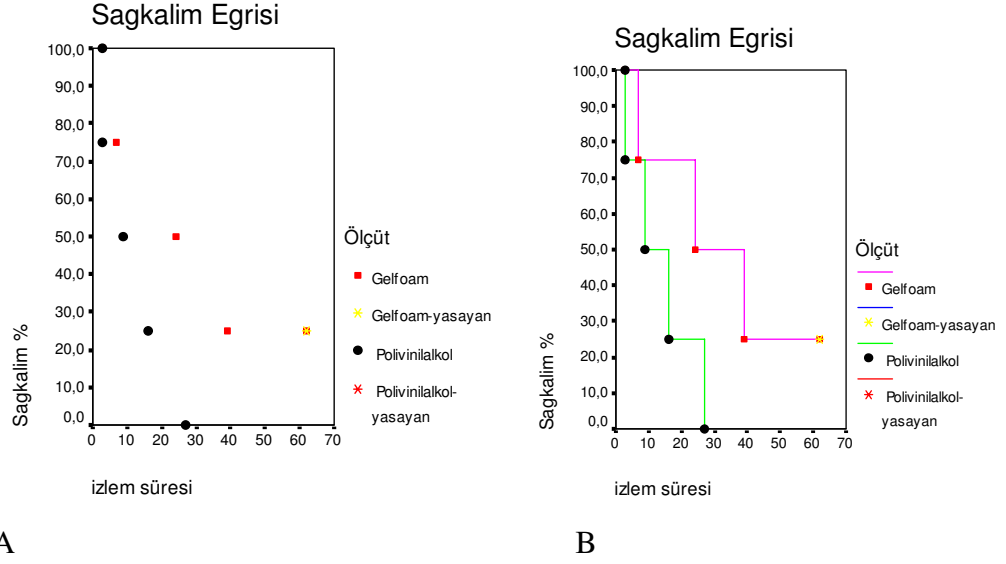 Sagkalim Egrisi
100,0
90,0
80,0
70,0
60,0
50,0
40,0
30,0
20,0
10,0
0,0
Sagkalim %
0 10 20 30 40 50 60 70
izlem süresi
Ölçüt
Gelfoam
Gelfoam-yasayan
Polivinilalkol
Polivinilalkol-
yasayan
A
Sagkalim Egrisi
100,0
90,0
80,0
70,0
60,0
50,0
40,0
30,0
20,0
10,0
0,0
Sagkalim %
0 10 20 30 40 50 60 70
izlem süresi
Ölçüt
Gelfoam
Gelfoam-yasayan
Polivinilalkol
Polivinilalkol-
yasayan
B